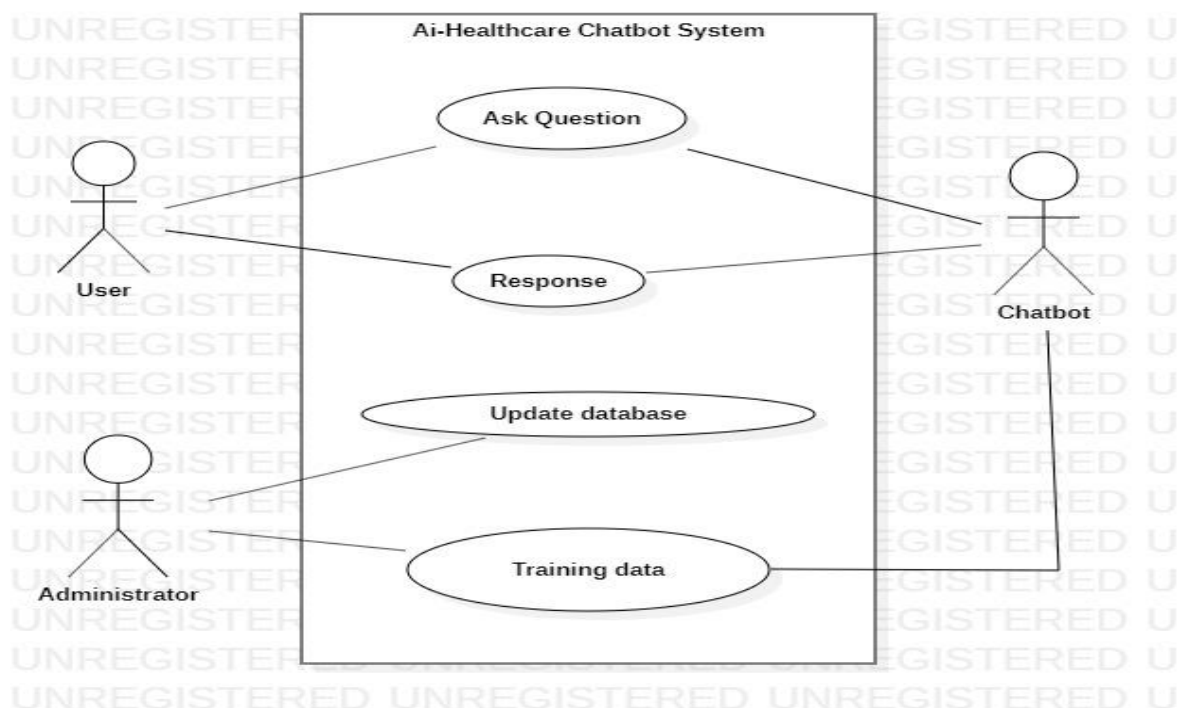 Ai-Healthcare Chatbot System
Ask Question
Response
User
Chatbot
Update database
Training data
Administrator
UNREGISTERED UNREGISTERED UNREGISTERED U